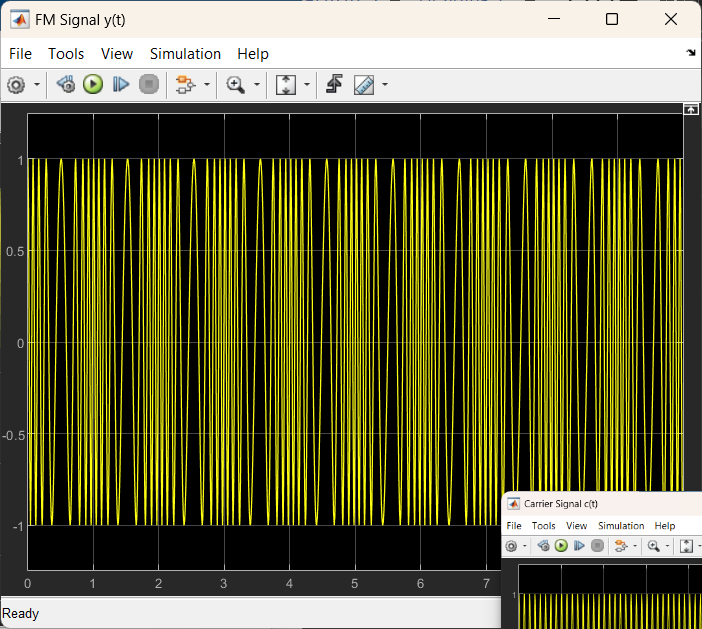 FM Signal y(t)
File Tools View Simulation Help
1
0.5
0
-0.5
-1
0 1 2 3 4 5 6 7
Ready
Carrier Signal c(t)
File Tools View Simulation Help
1